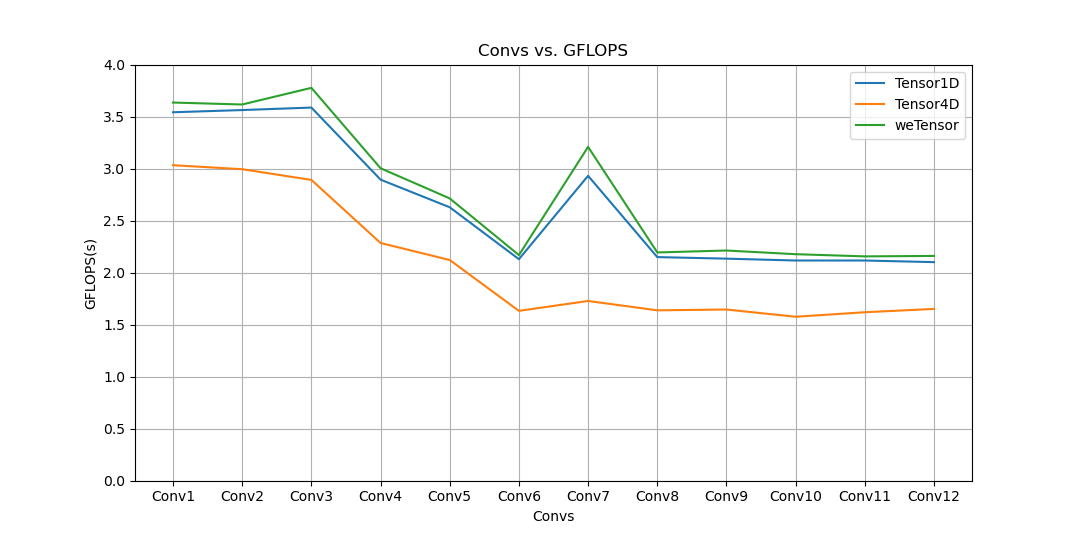 Convs vs. GFLOPS
Tensor1D
Tensor4D
weTensor
GFLOPS(s)
4.0
3.5
3.0
2.5
2.0
1.5
1.0
0.5
0.0
Conv1 Conv2 Conv3 Conv4 Conv5 Conv6 Conv7 Conv8 Conv9 Conv10 Conv11 Conv12
Convs